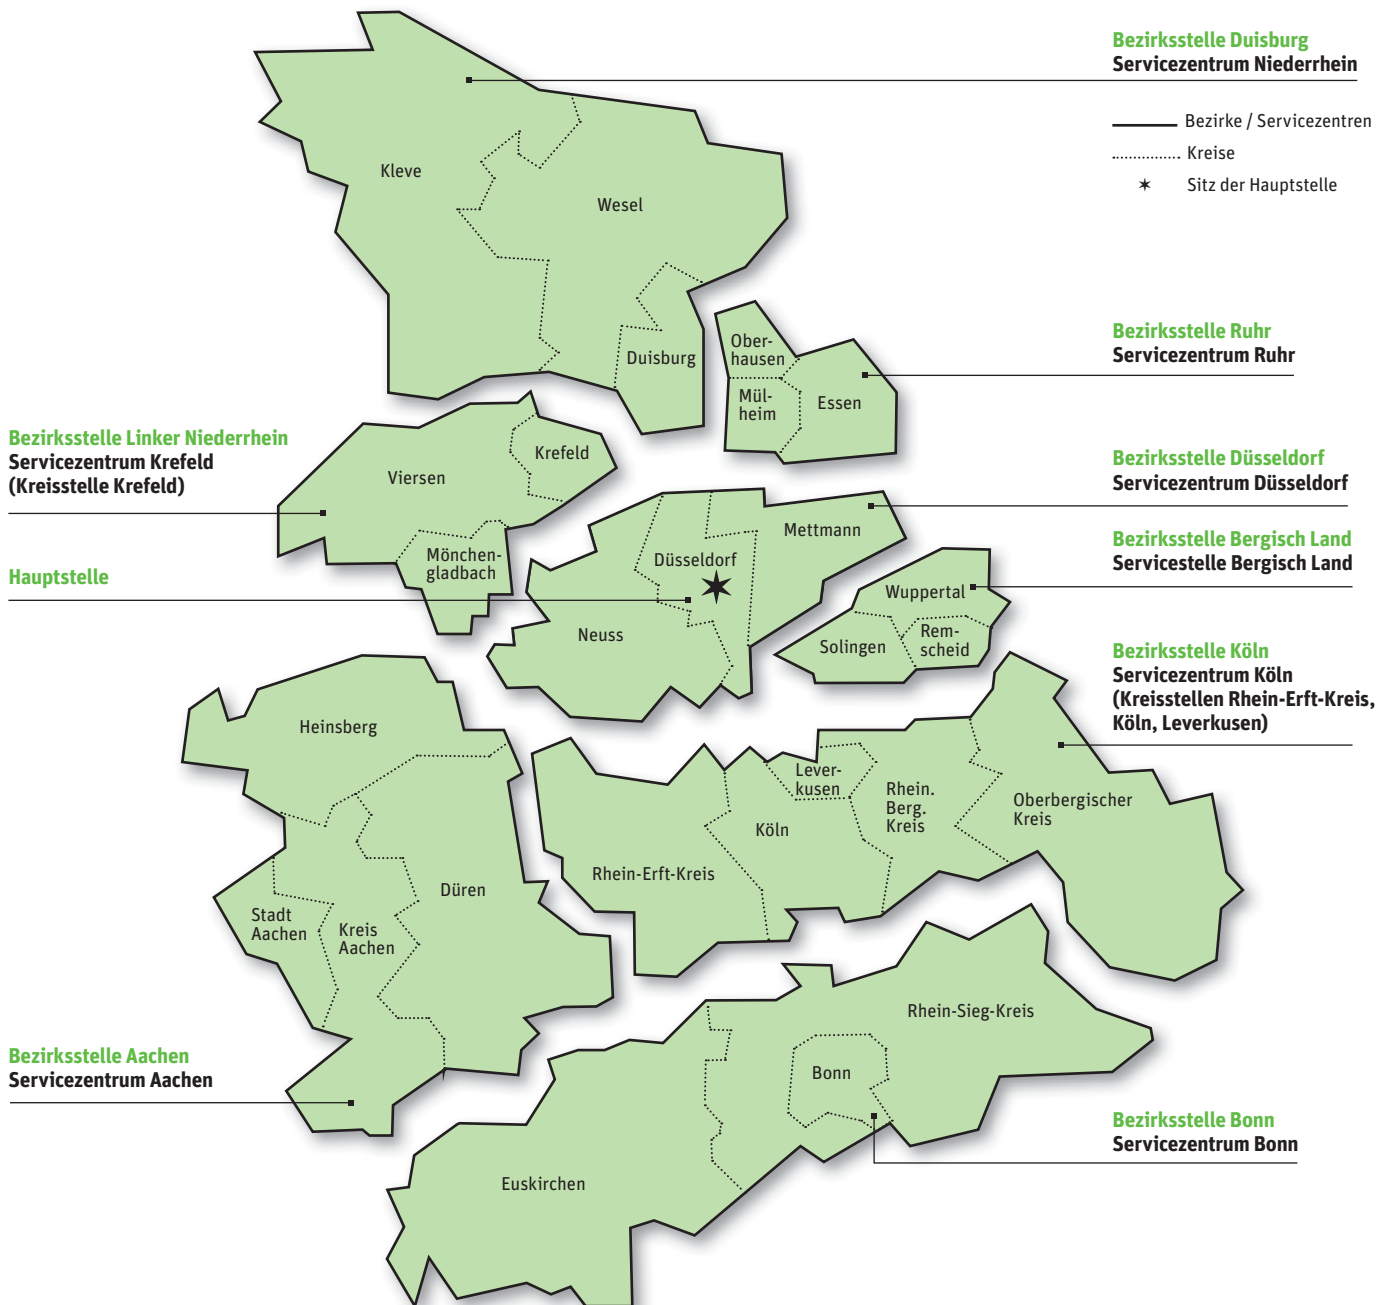 Bezirksstelle Duisburg
Servicezentrum Niederrhein
Bezirke / Servicezentren
Kreise
Sitz der Hauptstelle
Kleve
Wesel
Duisburg
Ober-
hausen
Mül-
heim
Essen
Bezirksstelle Ruhr
Servicezentrum Ruhr
Bezirksstelle Linker Niederrhein
Servicezentrum Krefeld
(Kreisstelle Krefeld)
Viersen
Krefeld
Mönchen-
gladbach
Bezirksstelle Düsseldorf
Servicezentrum Düsseldorf
Mettmann
Düsseldorf
Neuss
Hauptstelle
Bezirksstelle Bergisch Land
Servicestelle Bergisch Land
Wuppertal
Solingen
Rem-
scheid
Bezirksstelle Köln
Servicezentrum Köln
(Kreisstellen Rhein-Erft-Kreis,
Köln, Leverkusen)
Heinsberg
Düren
Stadt
Aachen
Kreis
Aachen
Rhein-Erft-Kreis
Köln
Lever-
kusen
Rhein.
Berg.
Kreis
Oberbergischer
Kreis
Bezirksstelle Aachen
Servicezentrum Aachen
Rhein-Sieg-Kreis
Bonn
Euskirchen
Bezirksstelle Bonn
Servicezentrum Bonn